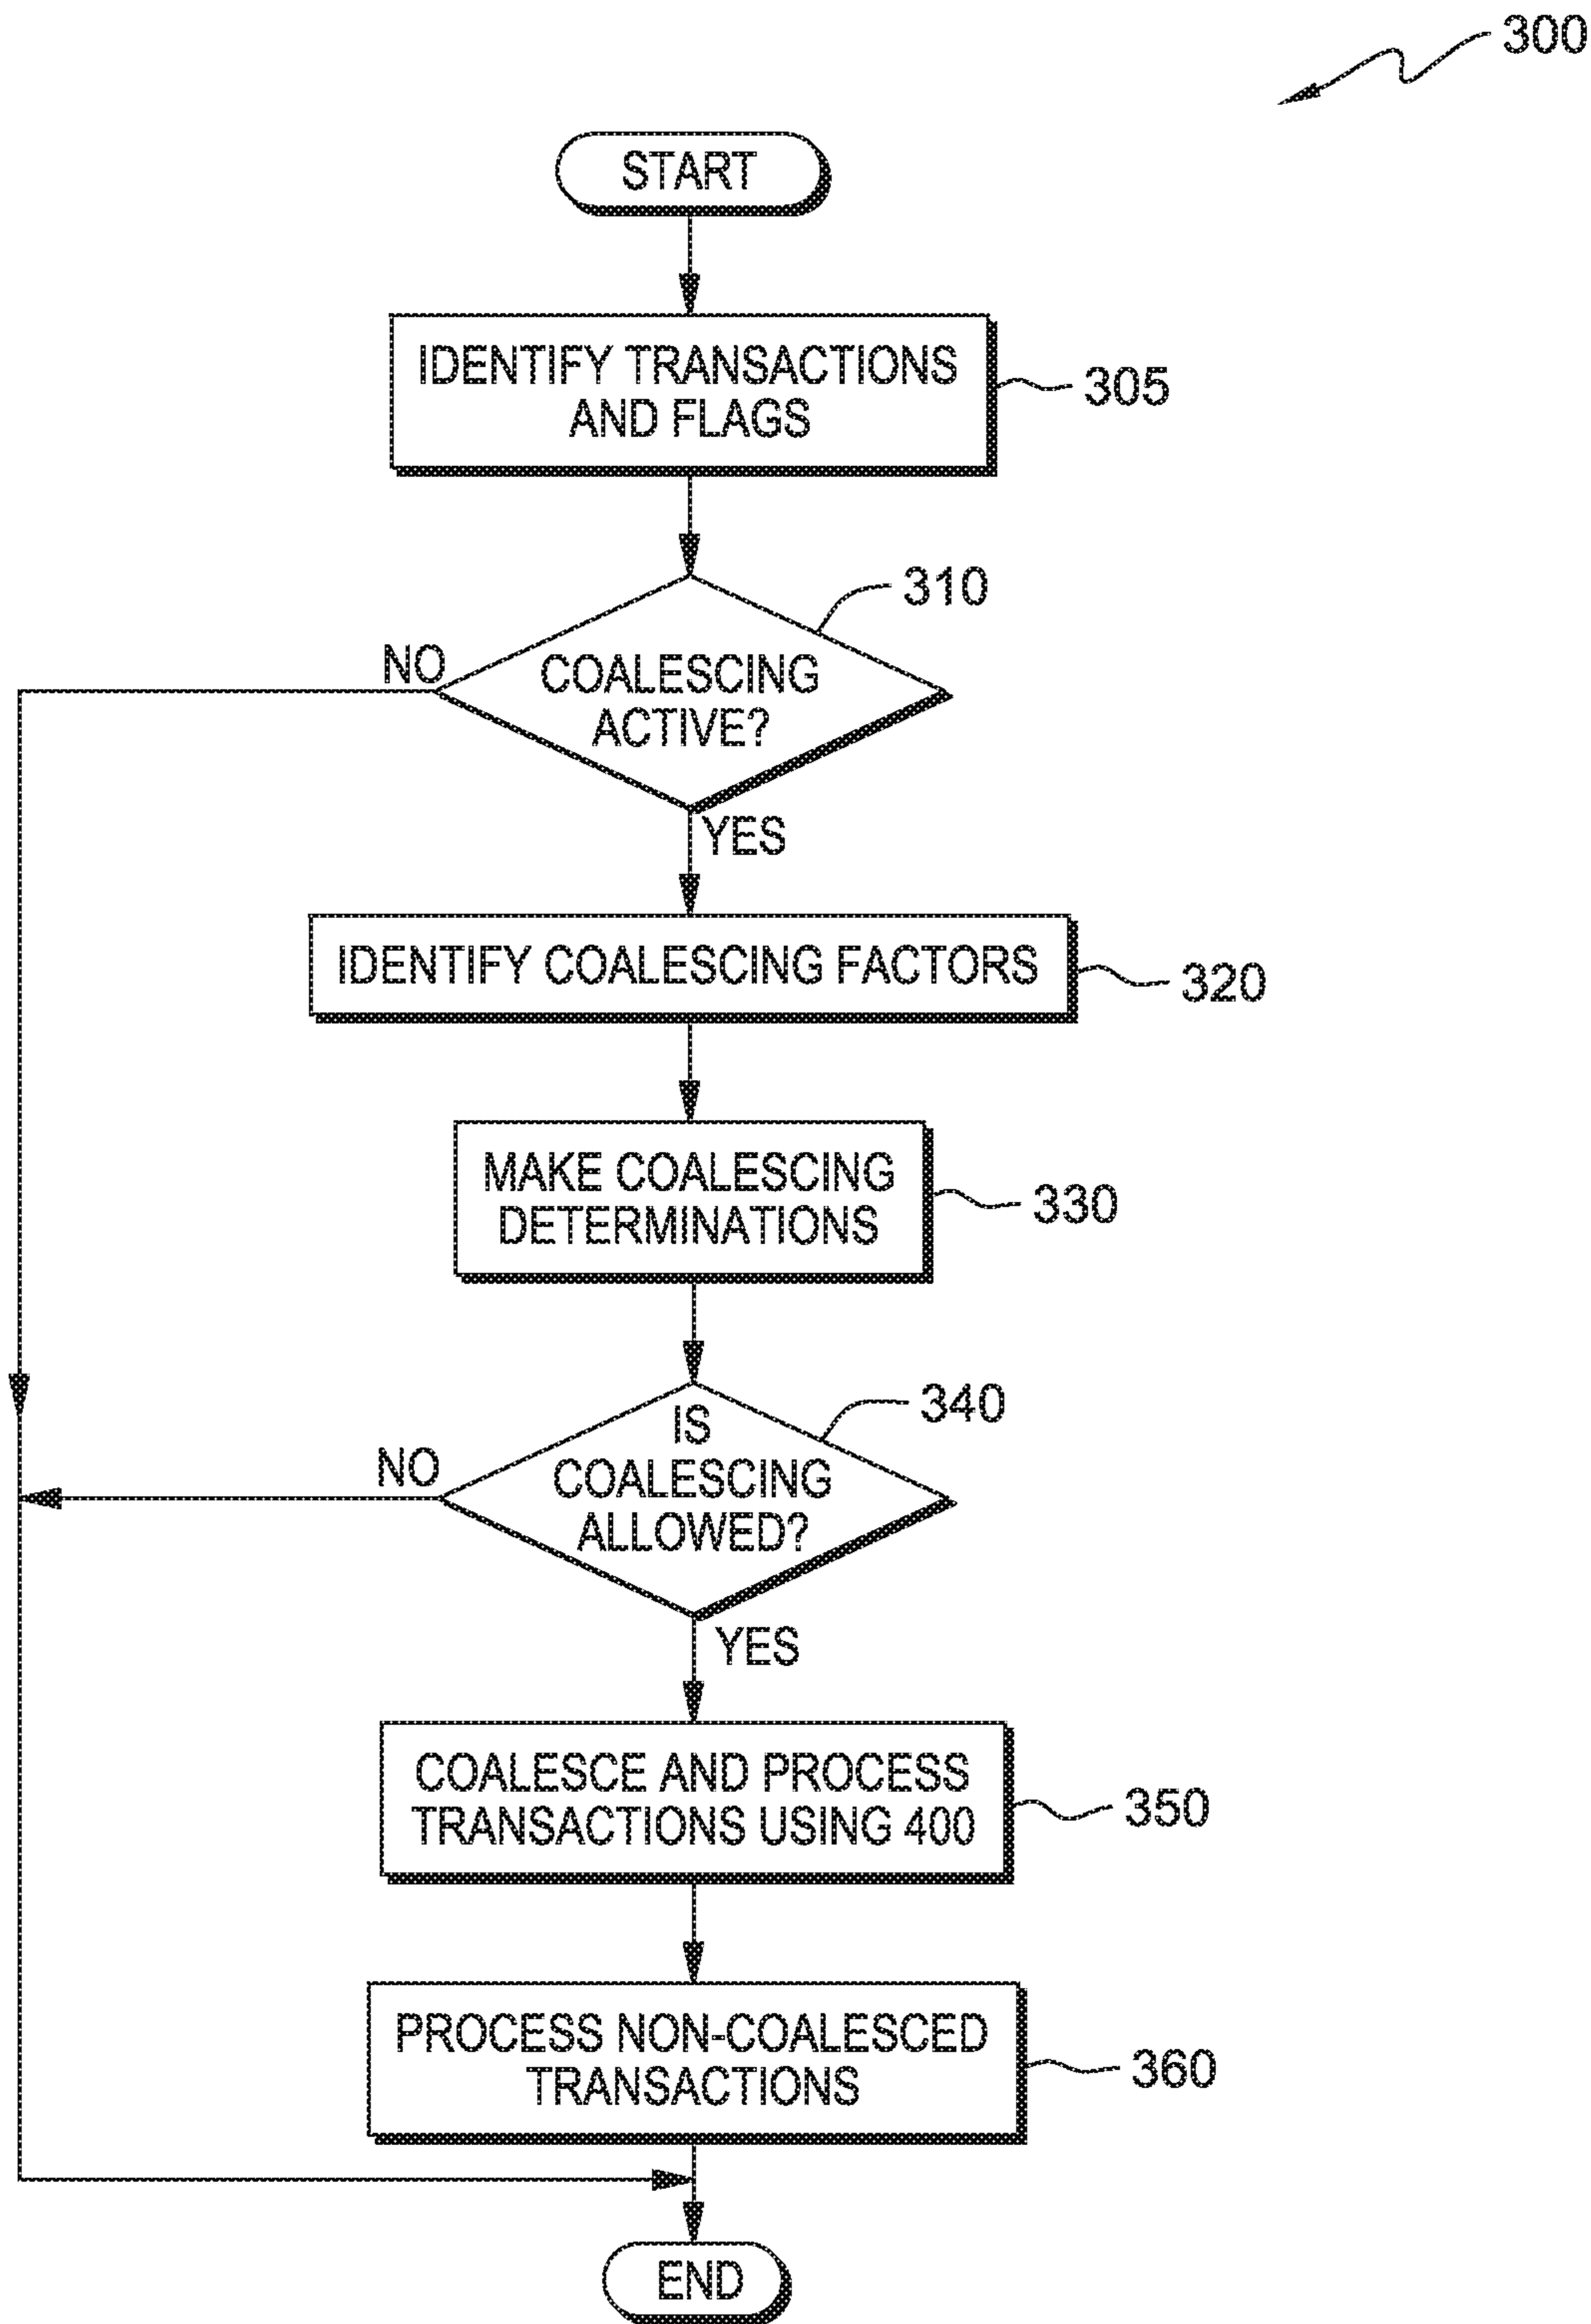 300
START
IDENTIFY TRANSACTIONS
AND FLAGS
305
310
NO
COALESCING
ACTIVE?
YES
IDENTIFY COALESCING FACTORS
320
MAKE COALESCING
DETERMINATIONS
330
340
IS
NO
COALESCING
ALLOWED?
YES
COALESCE AND PROCESS
TRANSACTIONS USING 400
350
PROCESS NON-COALESCED
TRANSACTIONS
360
END